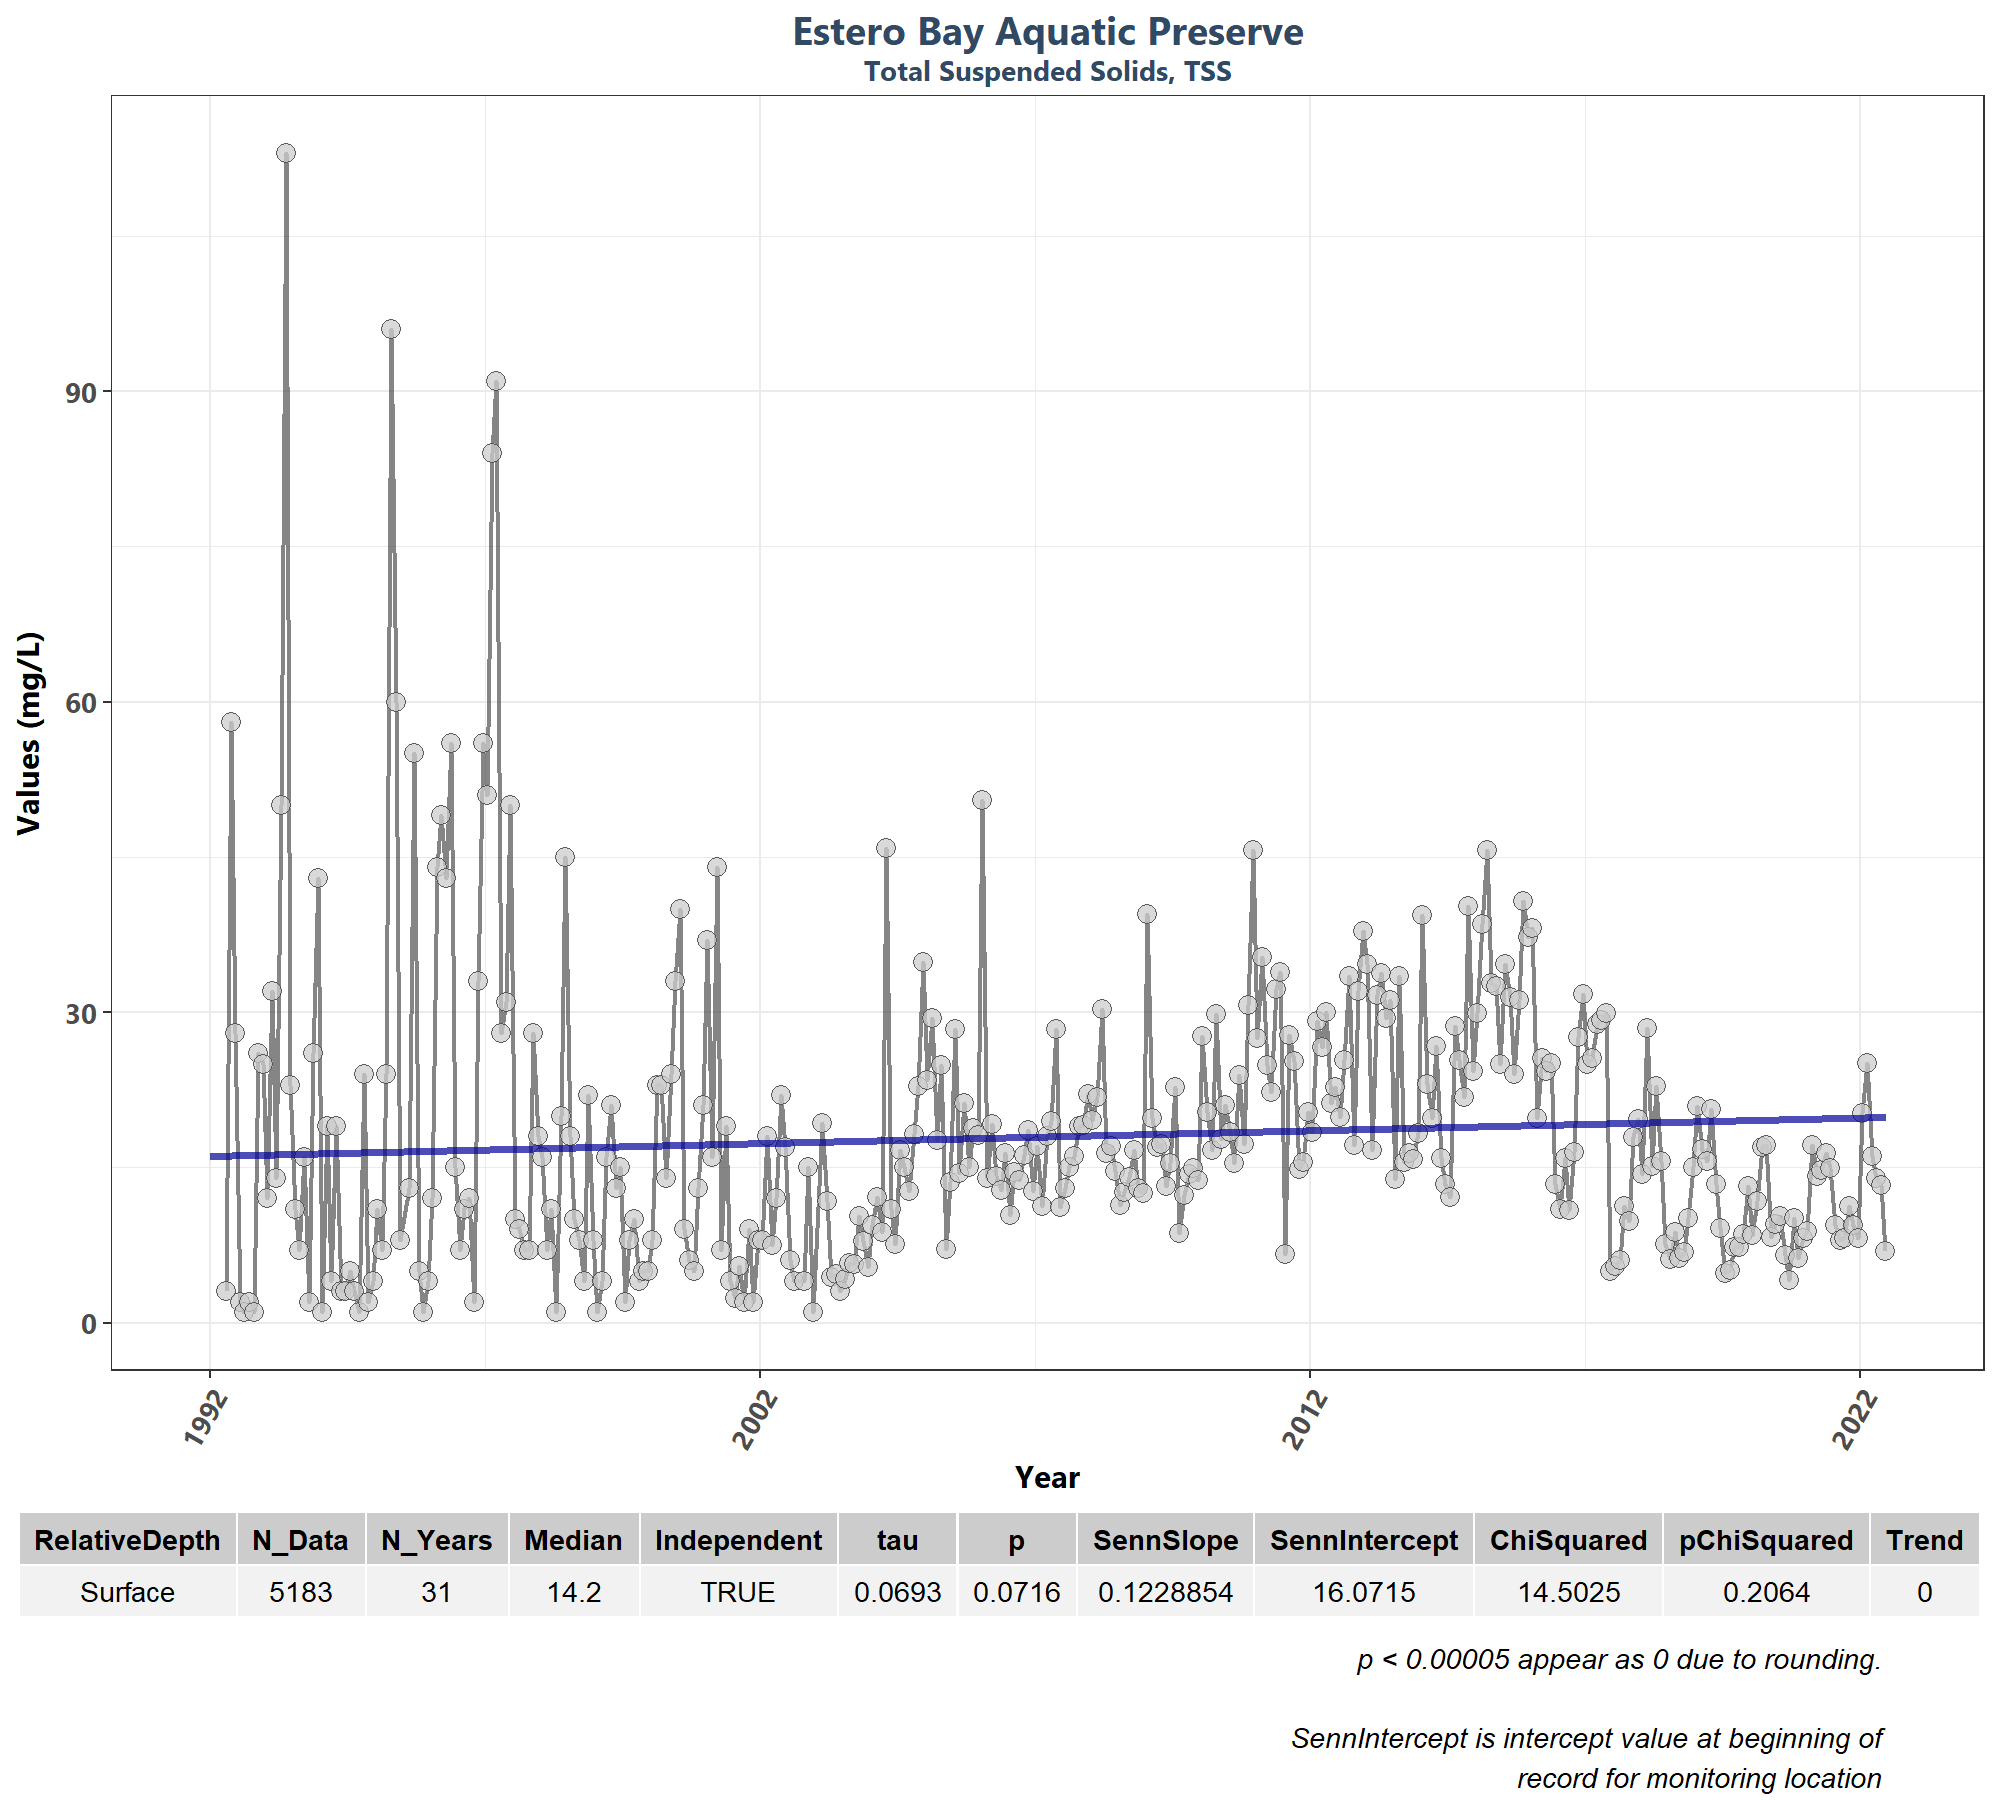 Estero Bay Aquatic Preserve
Total Suspended Solids, TSS
Values (mg/L)
90
60
30
0
1992 2002 2012 2022
Year
RelativeDepth N_Data N_Years Median Independent tau p SennSlope SennIntercept ChiSquared pChiSquared Trend
Surface 5183 31 14.2 TRUE 0.0693 0.0716 0.1228854 16.0715 14.5025 0.2064 0
p < 0.00005 appear as 0 due to rounding.
SennIntercept is intercept value at beginning of
record for monitoring location